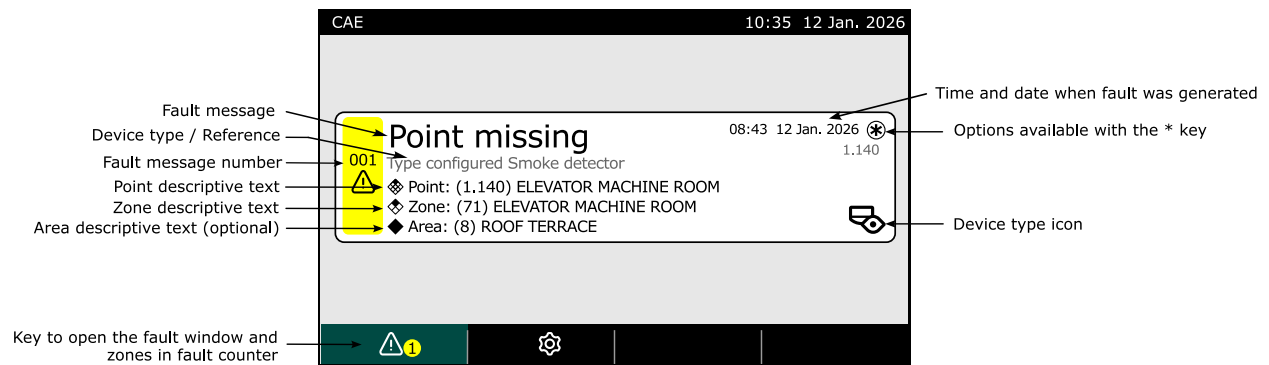 CAE
10:35 12 Jan. 2026
Time and date when fault was generated
Fault message
Point missing
08:43 12 Jan. 2026
Options available with the * key
Device type / Reference
1.140
Fault message number
001
Type configured Smoke detector
Point descriptive text
Point: (1.140) ELEVATOR MACHINE ROOM
Zone descriptive text
Zone: (71) ELEVATOR MACHINE ROOM
Area descriptive text (optional)
Area: (8) ROOF TERRACE
Device type icon
Key to open the fault window and
zones in fault counter
1